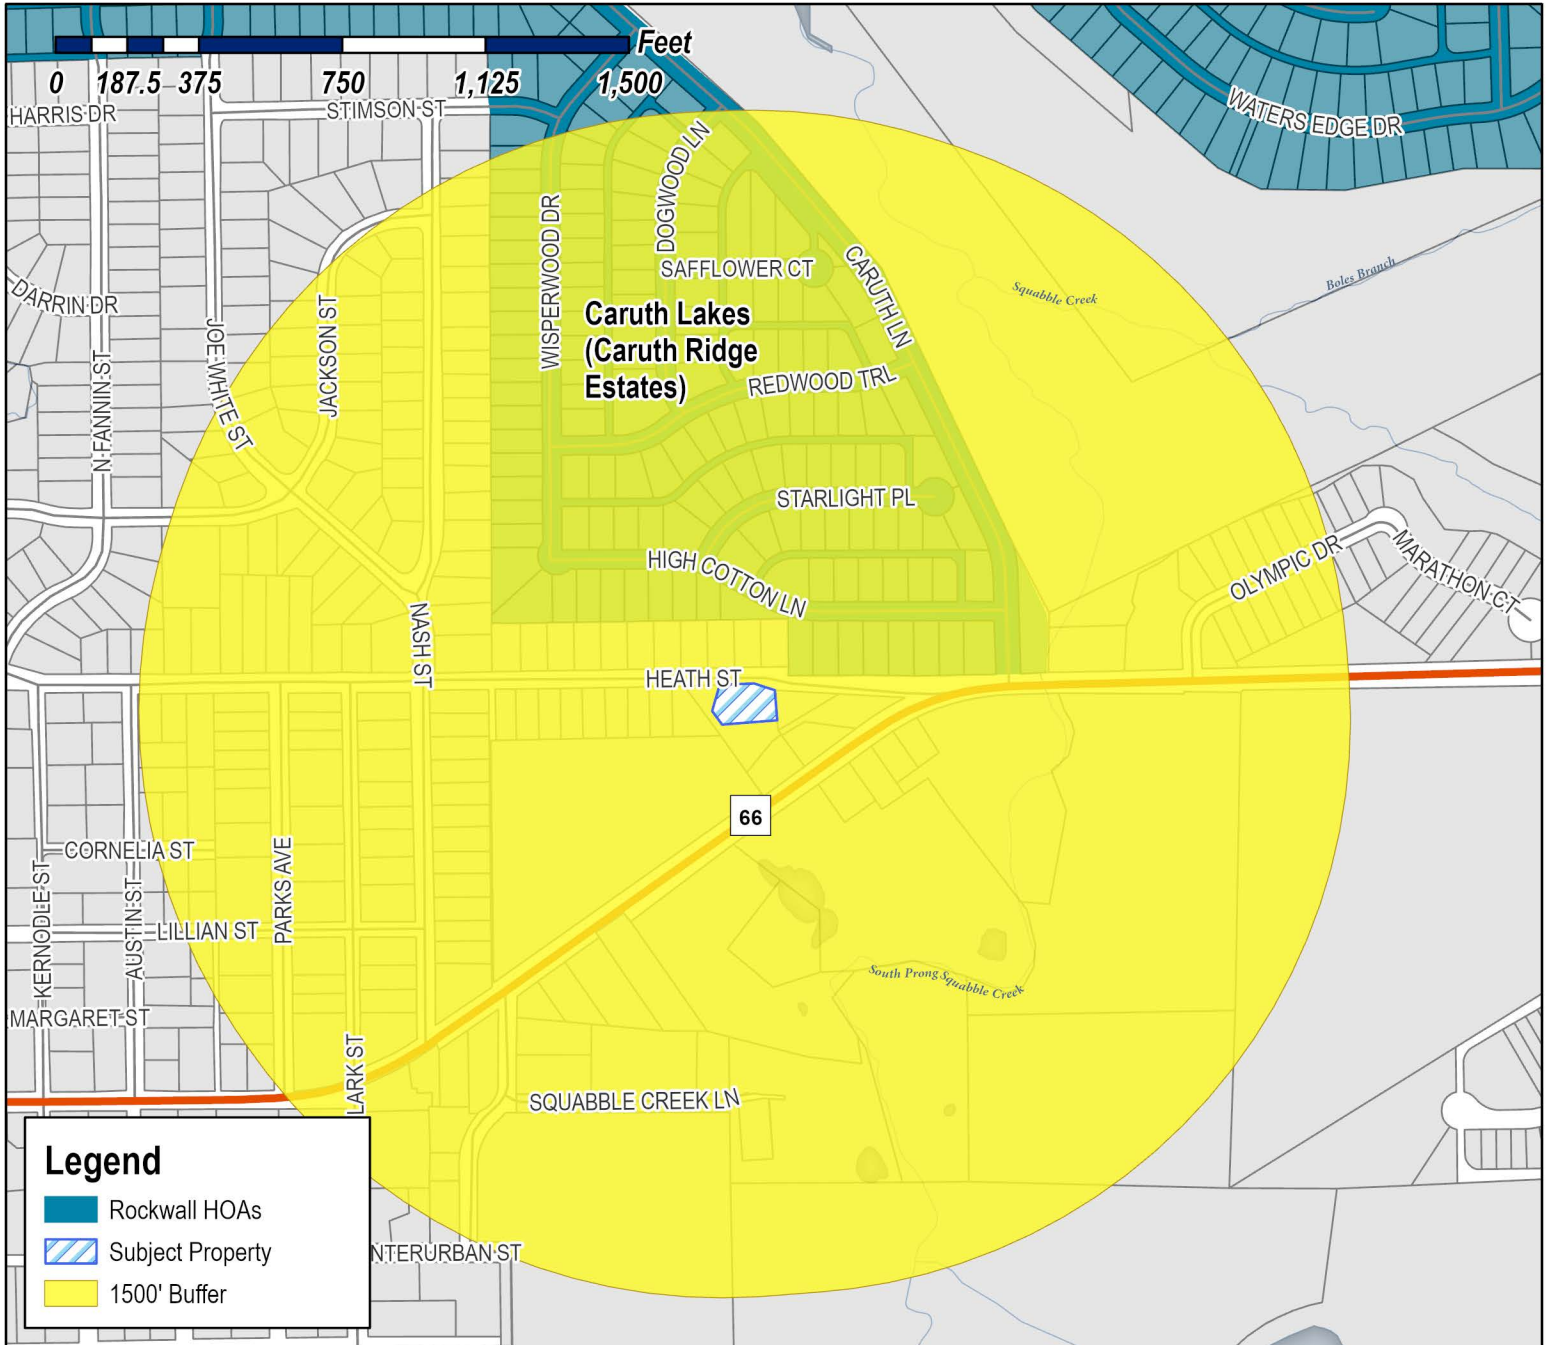 Feet
0 187.5 375 750 1,125 1,500
HARRIS DR
STIMSON ST
WATERS EDGE DR
DOGWOOD LN
WISPERWOOD DR
SAFFLOWER CT
CARUTH LN
Boles Branch
Squabble Creek
DARRIN DR
JOE WHITE ST
JACKSON ST
N FANNIN ST
Caruth Lakes
(Caruth Ridge
Estates)
REDWOOD TRL
STARLIGHT PL
HIGH COTTON LN
OLYMPIC DR
MARATHON CT
NASH ST
HEATH ST
66
CORNELIA ST
PARKS AVE
KERNODLE ST
AUSTIN ST
LILLIAN ST
South Prong Squabble Creek
MARGARET ST
LARK ST
SQUABBLE CREEK LN
NTERURBAN ST
Legend
Rockwall HOAs
Subject Property
1500' Buffer